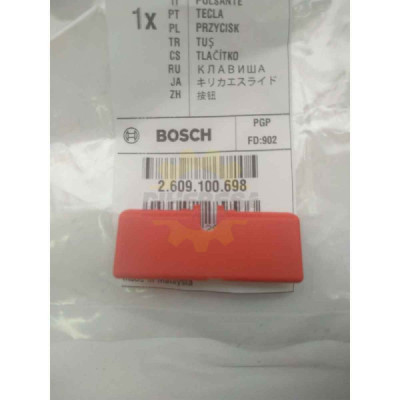 IT PULSANTE
1x PT TECLA
PL PRZYCISK
TR TUŞ
CS TLAČÍTKO
RU КЛАВИША
JA キリカエスライド
ZH 按钮
BOSCH
PGP
FD:902
2.609.100.698
Malaysia